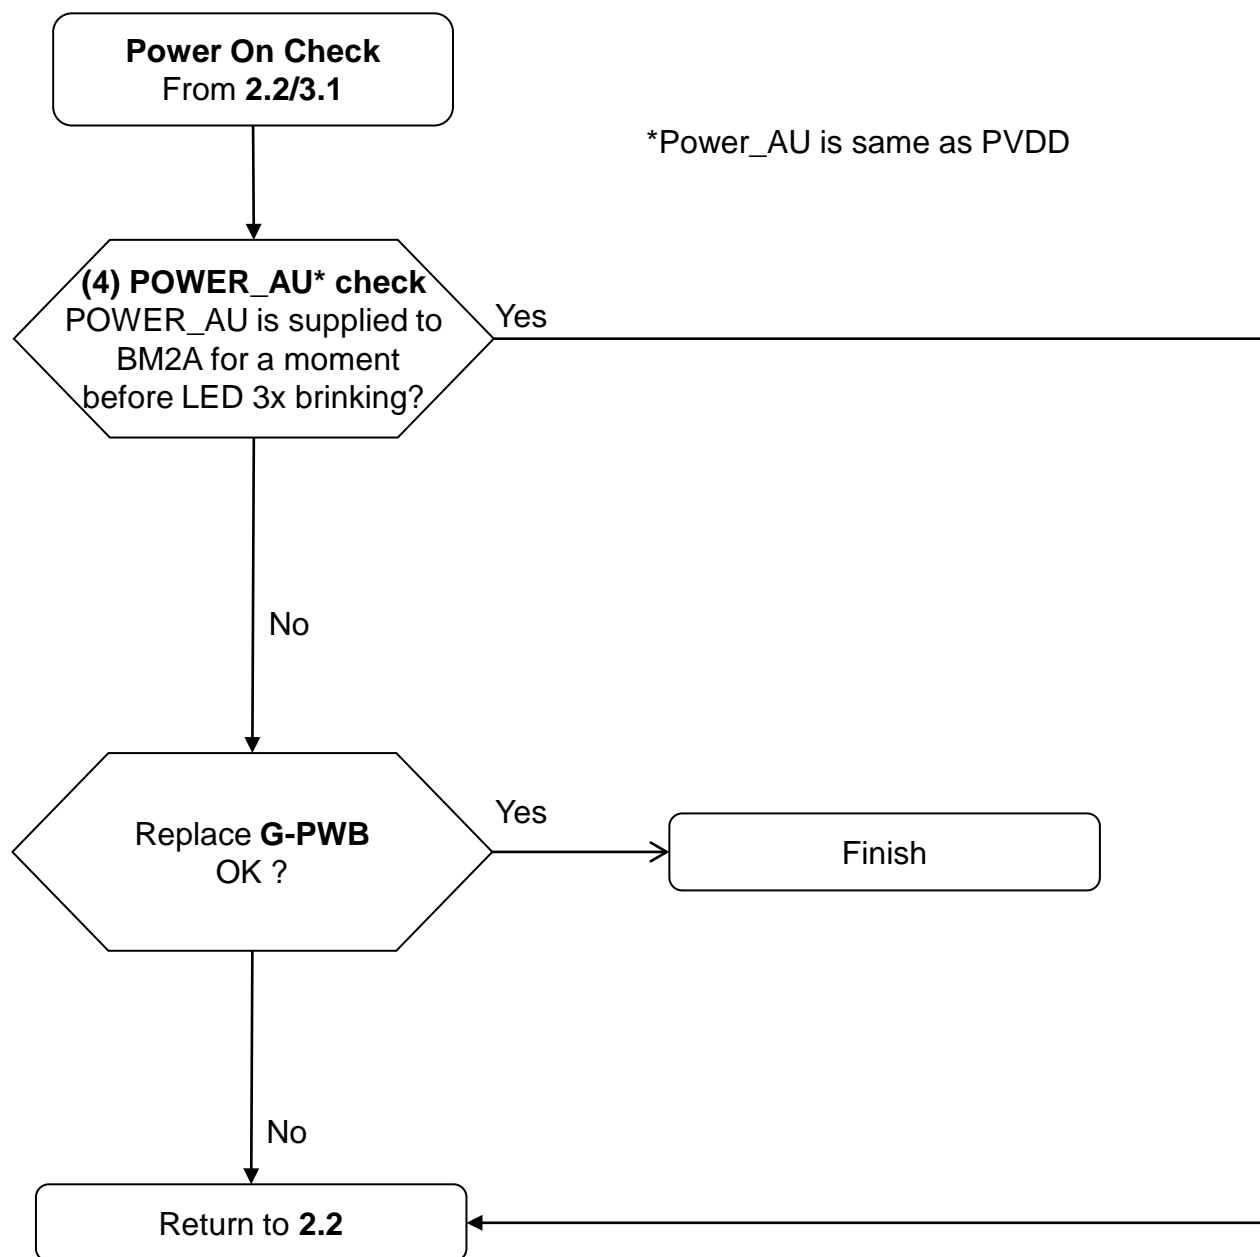 Power On Check
From 2.2/3.1
*Power_AU is same as PVDD
(4) POWER_AU* check
POWER_AU is supplied to
BM2A for a moment
before LED 3x brinking?
Yes
No
Replace G-PWB
OK ?
Yes
Finish
No
Return to 2.2